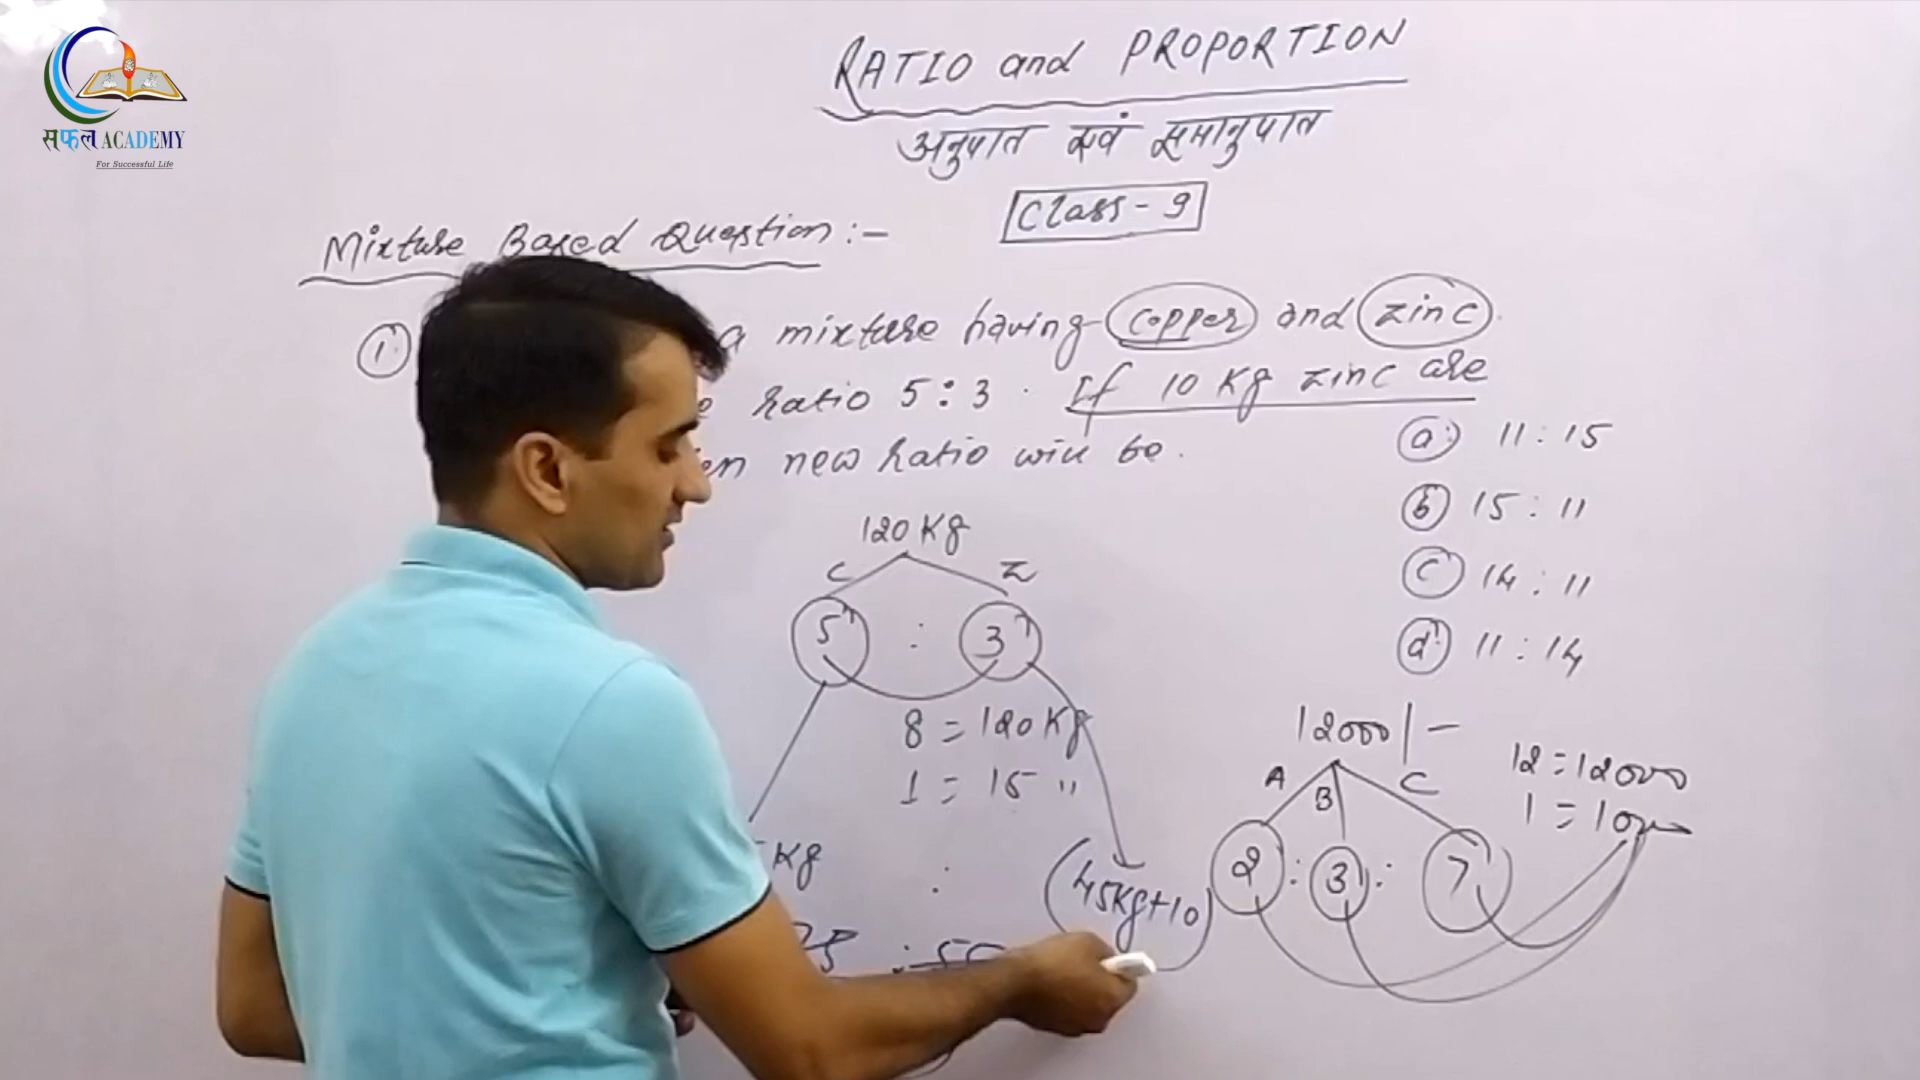 सफल ACADEMY
For Successful Life
RATIO and PROPORTION
अनुपात एवं समानुपात
Class - 9
Mixture Based Question :-
1. a mixture having copper and zinc.
ratio 5 : 3 . If 10 Kg zinc are
new ratio will be.
(a) 11 : 15
(b) 15 : 11
(c) 14 : 11
(d) 11 : 14
120 Kg
C Z
5 : 3
8 = 120 Kg
1 = 15 "
Kg : (45Kg+10)
75 :
12000/-
A B C
2 : 3 : 7
12 = 12000
1 = 1000